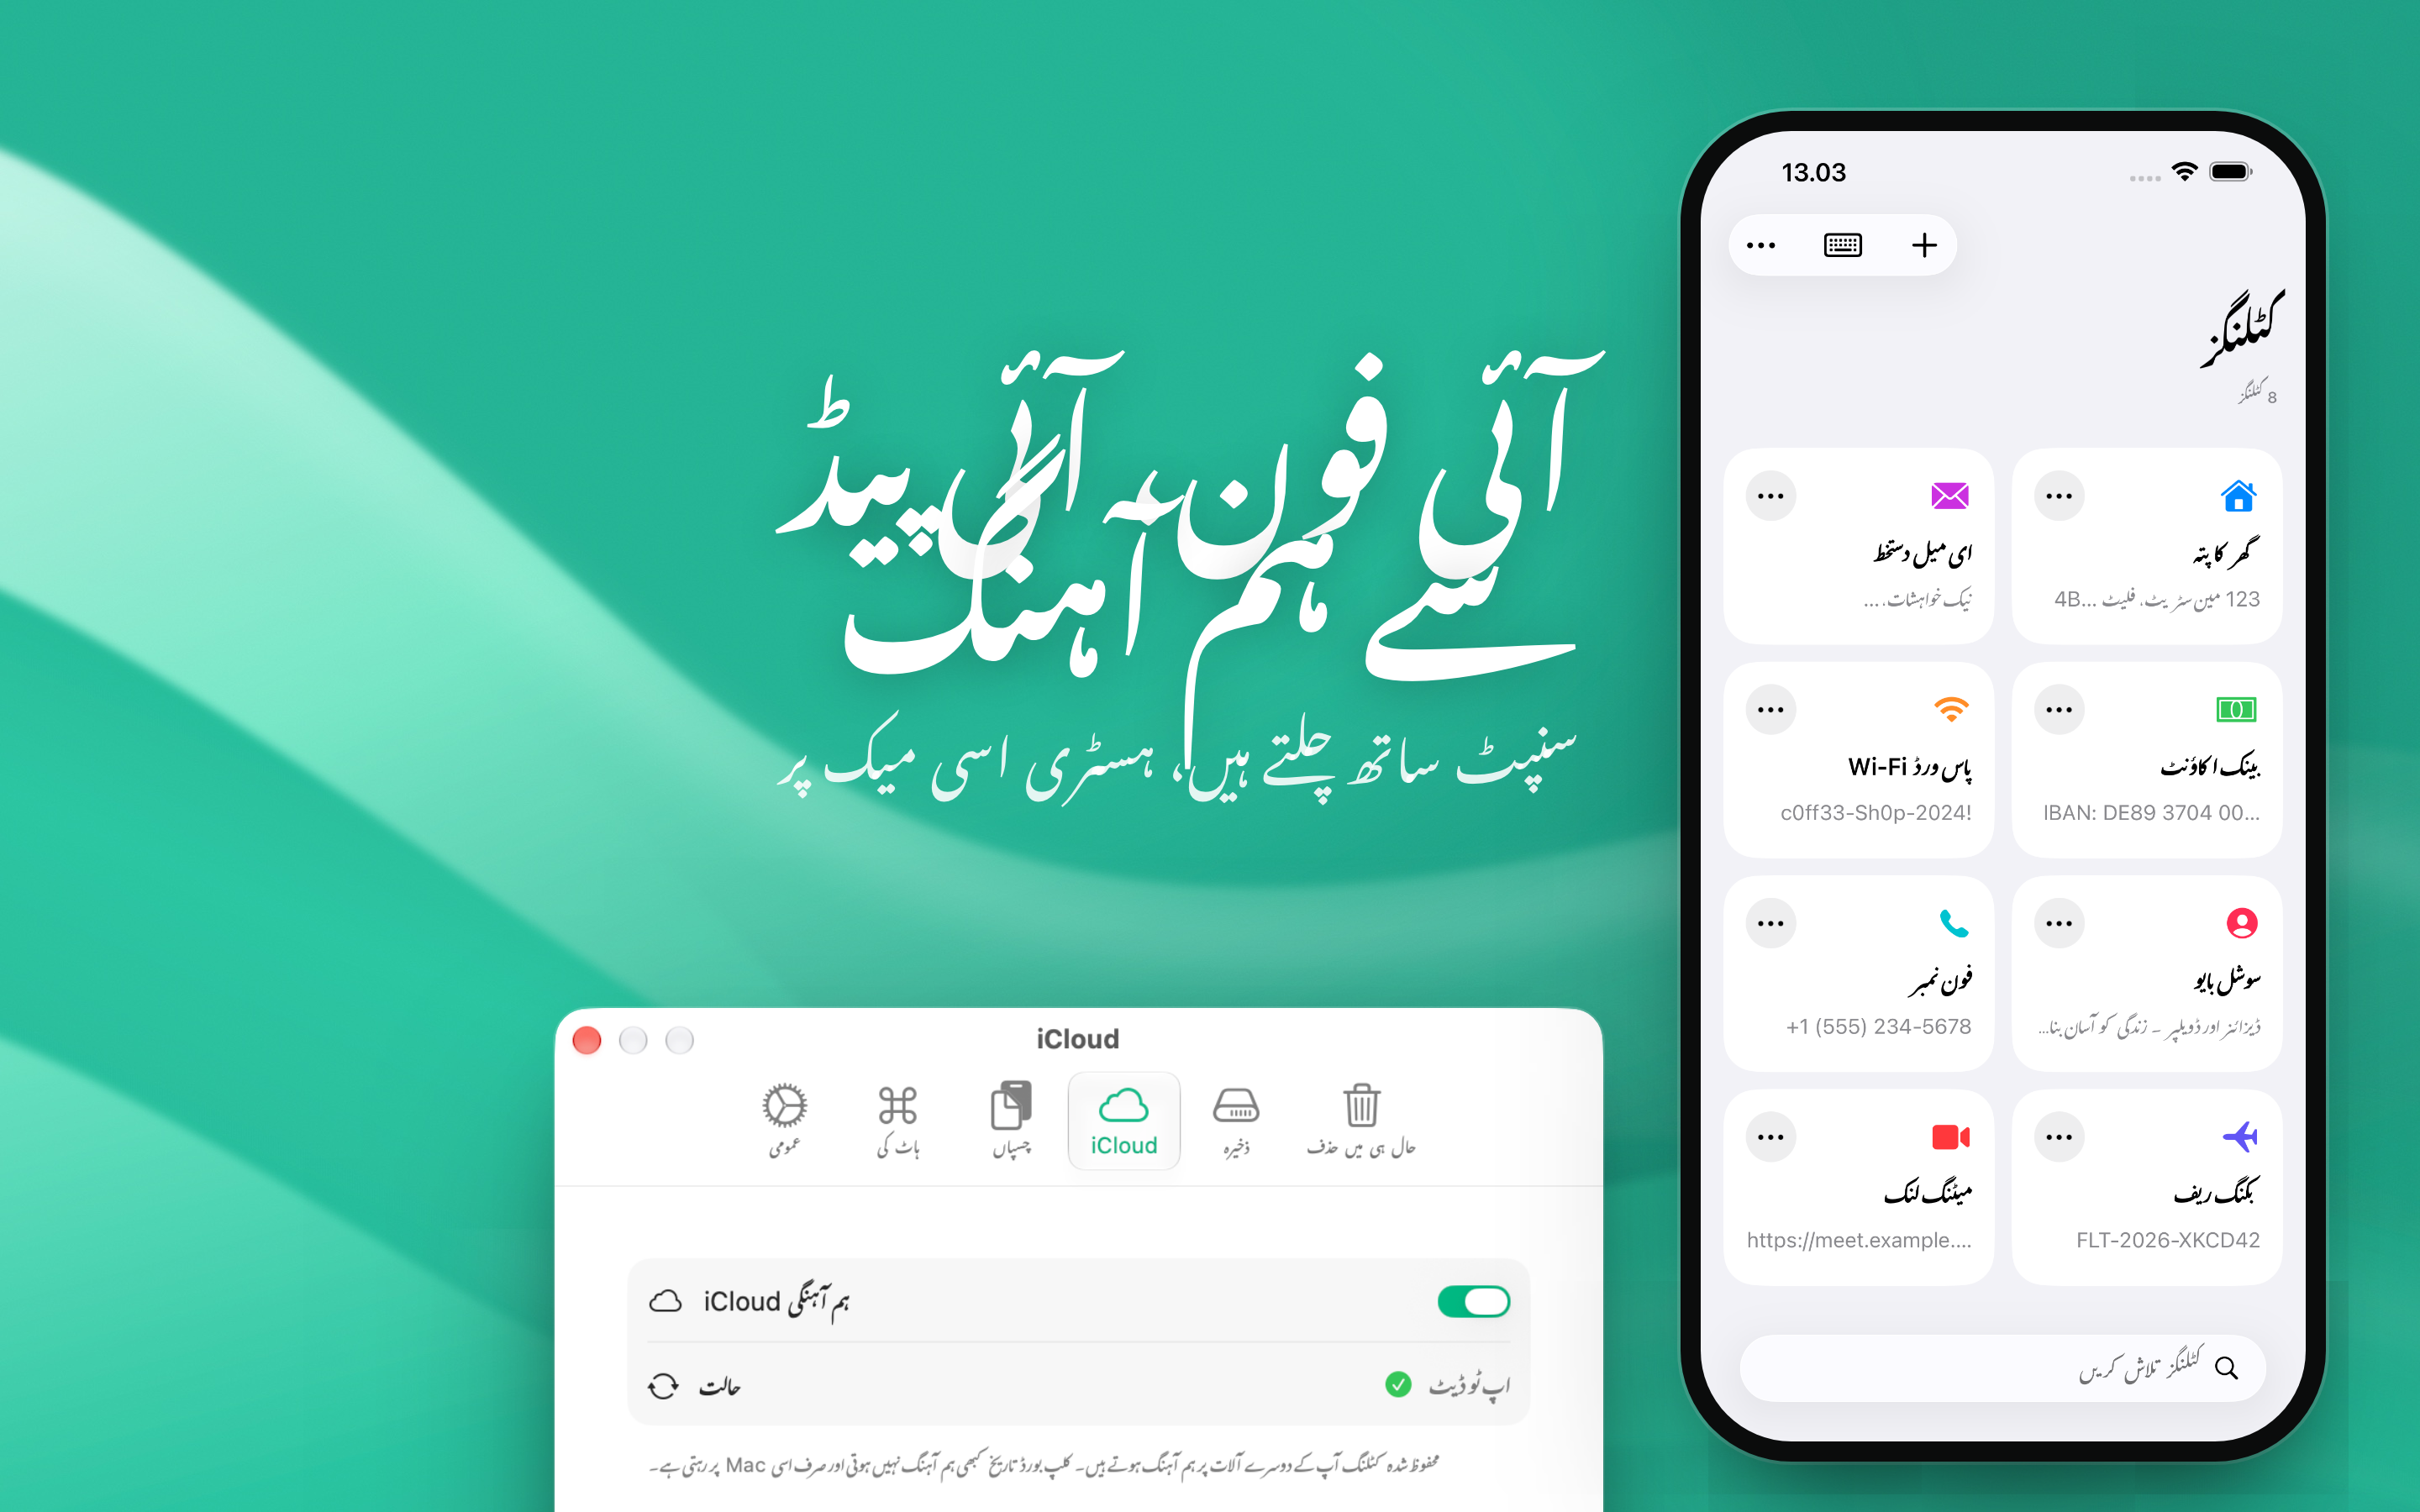 آئی فون، آئی پیڈ
سے ہم آہنگ
سنپٹ ساتھ چلتے ہیں، ہسٹری اسی میک پر
13.03
کٹلنگز
8 کٹلنگز
گھر کا پتہ
123 مین سٹریٹ، فلیٹ 4B...
ای میل دستخط
نیک خواہشات، ...
بینک اکاؤنٹ
IBAN: DE89 3704 00...
Wi-Fi پاس ورڈ
c0ff33-Sh0p-2024!
سوشل بایو
ڈیزائنر اور ڈویلپر ۔ زندگی کو آسان بنا...
فون نمبر
+1 (555) 234-5678
بکنگ ریف
FLT-2026-XKCD42
میٹنگ لنک
https://meet.example....
کٹلنگز تلاش کریں
iCloud
عمومی
ہاٹ کی
چسپاں
iCloud
ذخیرہ
حال ہی میں حذف
iCloud ہم آہنگی
حالت
اپ ٹو ڈیٹ
محفوظ شدہ کٹلنگ آپ کے دوسرے آلات پر ہم آہنگ ہوتے ہیں۔ کلپ بورڈ تاریخ کبھی ہم آہنگ نہیں ہوتی اور صرف اسی Mac پر رہتی ہے۔